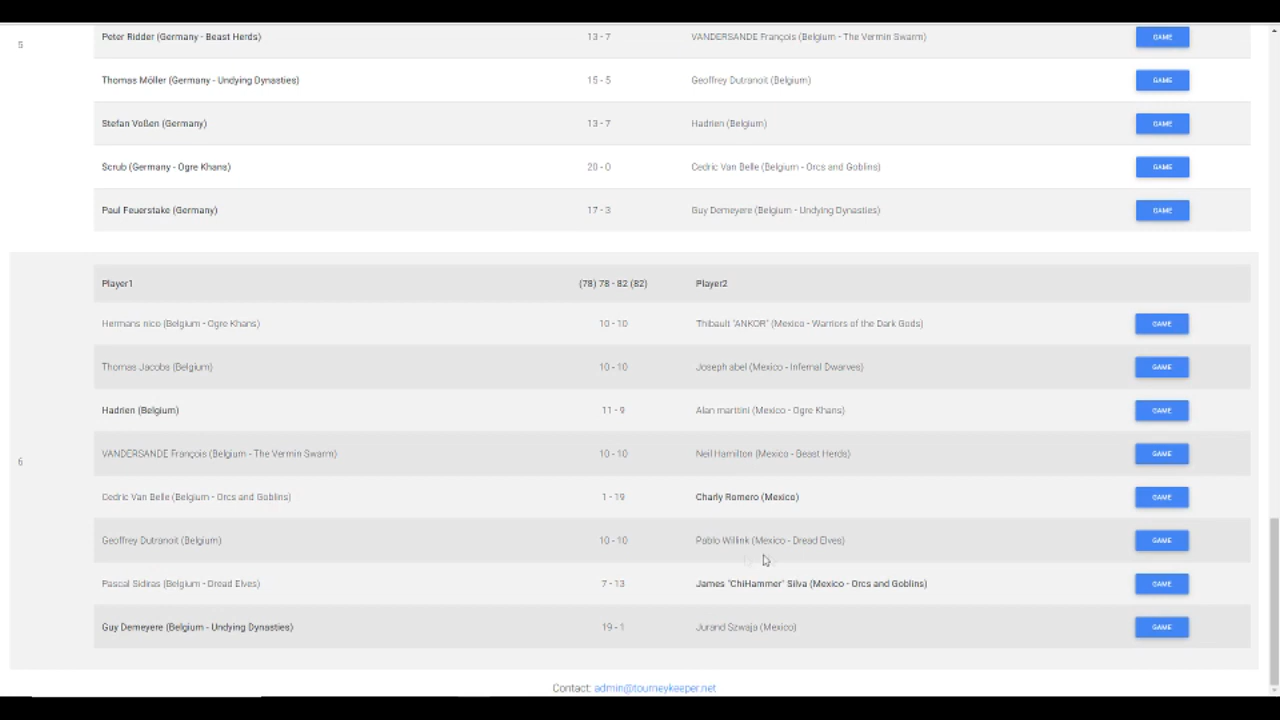 5
Peter Ridder (Germany - Beast Herds) 13 - 7 VANDERSANDE François (Belgium - The Vermin Swarm) GAME
Thomas Möller (Germany - Undying Dynasties) 15 - 5 Geoffrey Dutranoit (Belgium) GAME
Stefan Voßen (Germany) 13 - 7 Hadrien (Belgium) GAME
Scrub (Germany - Ogre Khans) 20 - 0 Cedric Van Belle (Belgium - Orcs and Goblins) GAME
Paul Feuerstake (Germany) 17 - 3 Guy Demeyere (Belgium - Undying Dynasties) GAME
Player1 (78) 78 - 82 (82) Player2
Hermans nico (Belgium - Ogre Khans) 10 - 10 Thibault "ANKOR" (Mexico - Warriors of the Dark Gods) GAME
Thomas Jacobs (Belgium) 10 - 10 Joseph abel (Mexico - Infernal Dwarves) GAME
Hadrien (Belgium) 11 - 9 Alan marttini (Mexico - Ogre Khans) GAME
6
VANDERSANDE François (Belgium - The Vermin Swarm) 10 - 10 Neil Hamilton (Mexico - Beast Herds) GAME
Cedric Van Belle (Belgium - Orcs and Goblins) 1 - 19 Charly Romero (Mexico) GAME
Geoffrey Dutranoit (Belgium) 10 - 10 Pablo Willink (Mexico - Dread Elves) GAME
Pascal Sidiras (Belgium - Dread Elves) 7 - 13 James "ChiHammer" Silva (Mexico - Orcs and Goblins) GAME
Guy Demeyere (Belgium - Undying Dynasties) 19 - 1 Jurand Szwaja (Mexico) GAME
Contact: admin@tourneykeeper.net